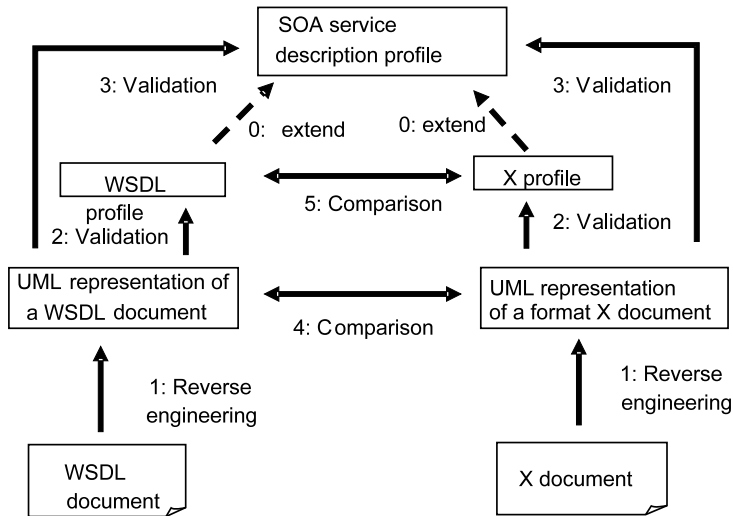 SOA service
description profile
3: Validation
3: Validation
0: extend
0: extend
WSDL
profile
X profile
5: Comparison
2: Validation
2: Validation
UML representation of
a WSDL document
UML representation
of a format X document
4: Comparison
1: Reverse
engineering
1: Reverse
engineering
WSDL
document
X document